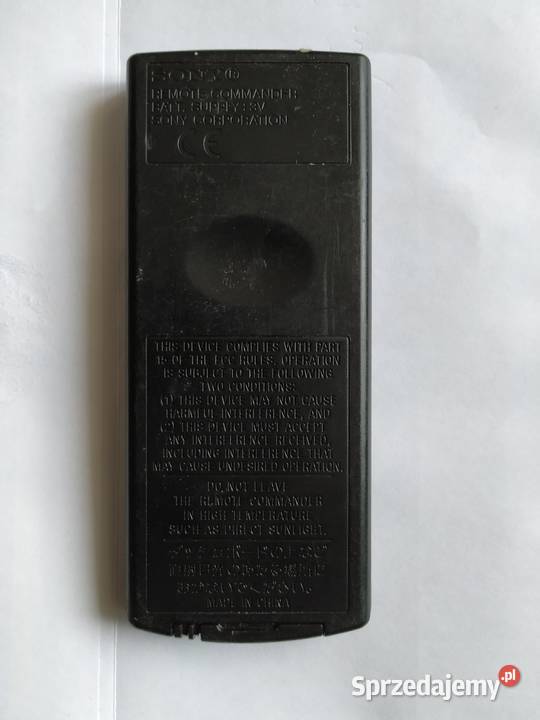 SONY®
REMOTE COMMANDER
BATT. SUPPLY: 3V
SONY CORPORATION
CE
THIS DEVICE COMPLIES WITH PART
15 OF THE FCC RULES. OPERATION
IS SUBJECT TO THE FOLLOWING
TWO CONDITIONS:
(1) THIS DEVICE MAY NOT CAUSE
HARMFUL INTERFERENCE, AND
(2) THIS DEVICE MUST ACCEPT
ANY INTERFERENCE RECEIVED,
INCLUDING INTERFERENCE THAT
MAY CAUSE UNDESIRED OPERATION.
DO NOT LEAVE
THE REMOTE COMMANDER
IN HIGH TEMPERATURE
SUCH AS DIRECT SUNLIGHT.
MADE IN CHINA
Sprzedajemy.pl